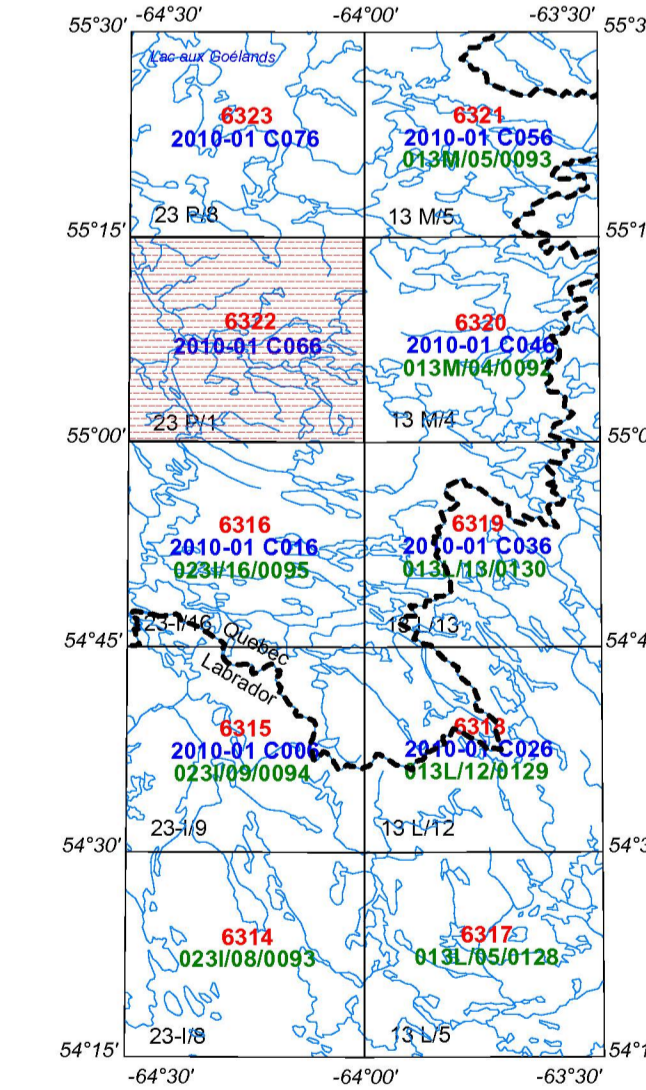 -64°30' -64°00' -63°30'
55°30' 55°3
Lac aux Goélands
6323 6321
2010-01 C076 2010-01 C056
013M/05/0093
23 P/8 13 M/5
55°15' 55°1
6322 6320
2010-01 C066 2010-01 C046
013M/04/0092
23 P/1 13 M/4
55°00' 55°0
6316 6319
2010-01 C016 2010-01 C036
023I/16/0095 013L/13/0130
23-I/16 Quebec 13 L/13
54°45' 54°4
Labrador
6315 6318
2010-01 C006 2010-01 C026
023I/09/0094 013L/12/0129
23-I/9 13 L/12
54°30' 54°3
6314 6317
023I/08/0093 013L/05/0128
23-I/8 13 L/5
54°15' 54°1
-64°30' -64°00' -63°30'